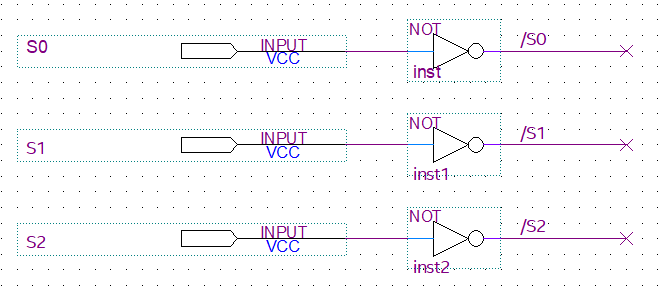 NOT
S0 INPUT /S0
VCC
inst
NOT
S1 INPUT /S1
VCC
inst1
NOT
S2 INPUT /S2
VCC
inst2